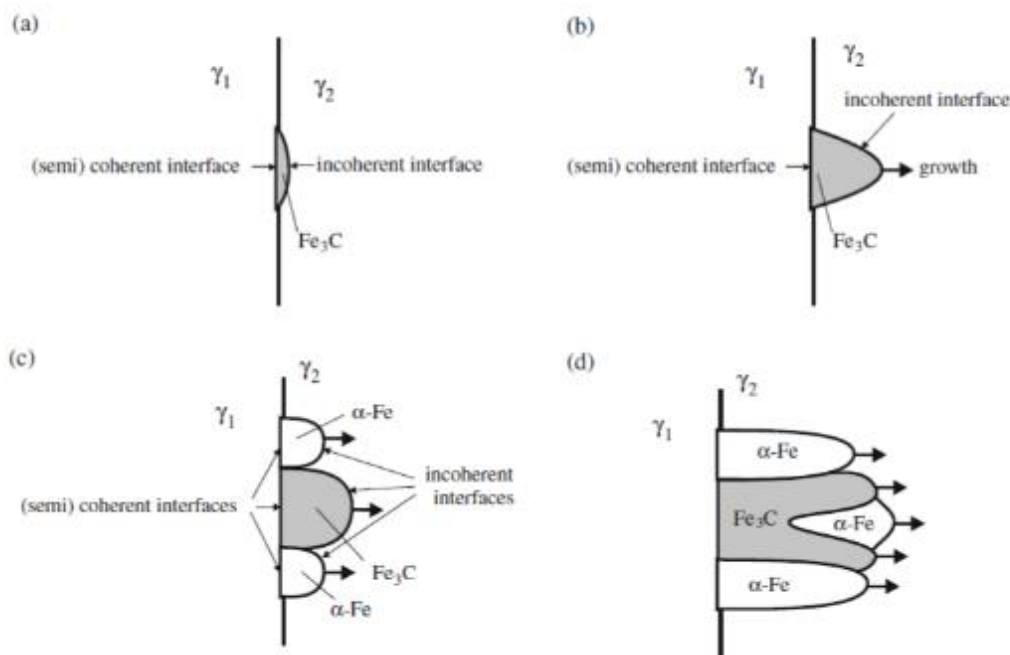 (a)
γ₁
γ₂
(semi) coherent interface
incoherent interface
Fe₃C
(b)
γ₁
γ₂
incoherent interface
(semi) coherent interface
growth
Fe₃C
(c)
γ₁
γ₂
α-Fe
(semi) coherent interfaces
incoherent
interfaces
Fe₃C
α-Fe
(d)
γ₁
γ₂
α-Fe
Fe₃C
α-Fe
α-Fe